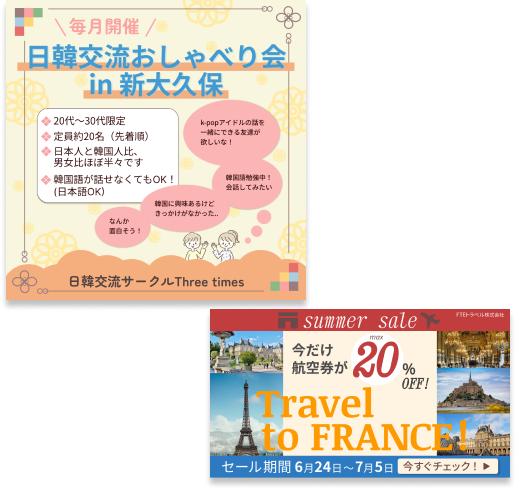 毎月開催
日韓交流おしゃべり会
in 新大久保
20代〜30代限定
定員約20名（先着順）
日本人と韓国人比、
男女比ほぼ半々です
韓国語が話せなくてもOK！
(日本語OK)
k-popアイドルの話を
一緒にできる友達が
欲しいな！
韓国語勉強中！
会話してみたい
韓国に興味あるけど
きっかけがなかった..
なんか
面白そう！
日韓交流サークルThree times
summer sale
FTEトラベル株式会社
今だけ
航空券が
max
20%
OFF!
Travel
to FRANCE!
セール期間 6月24日〜7月5日
今すぐチェック！ ▶